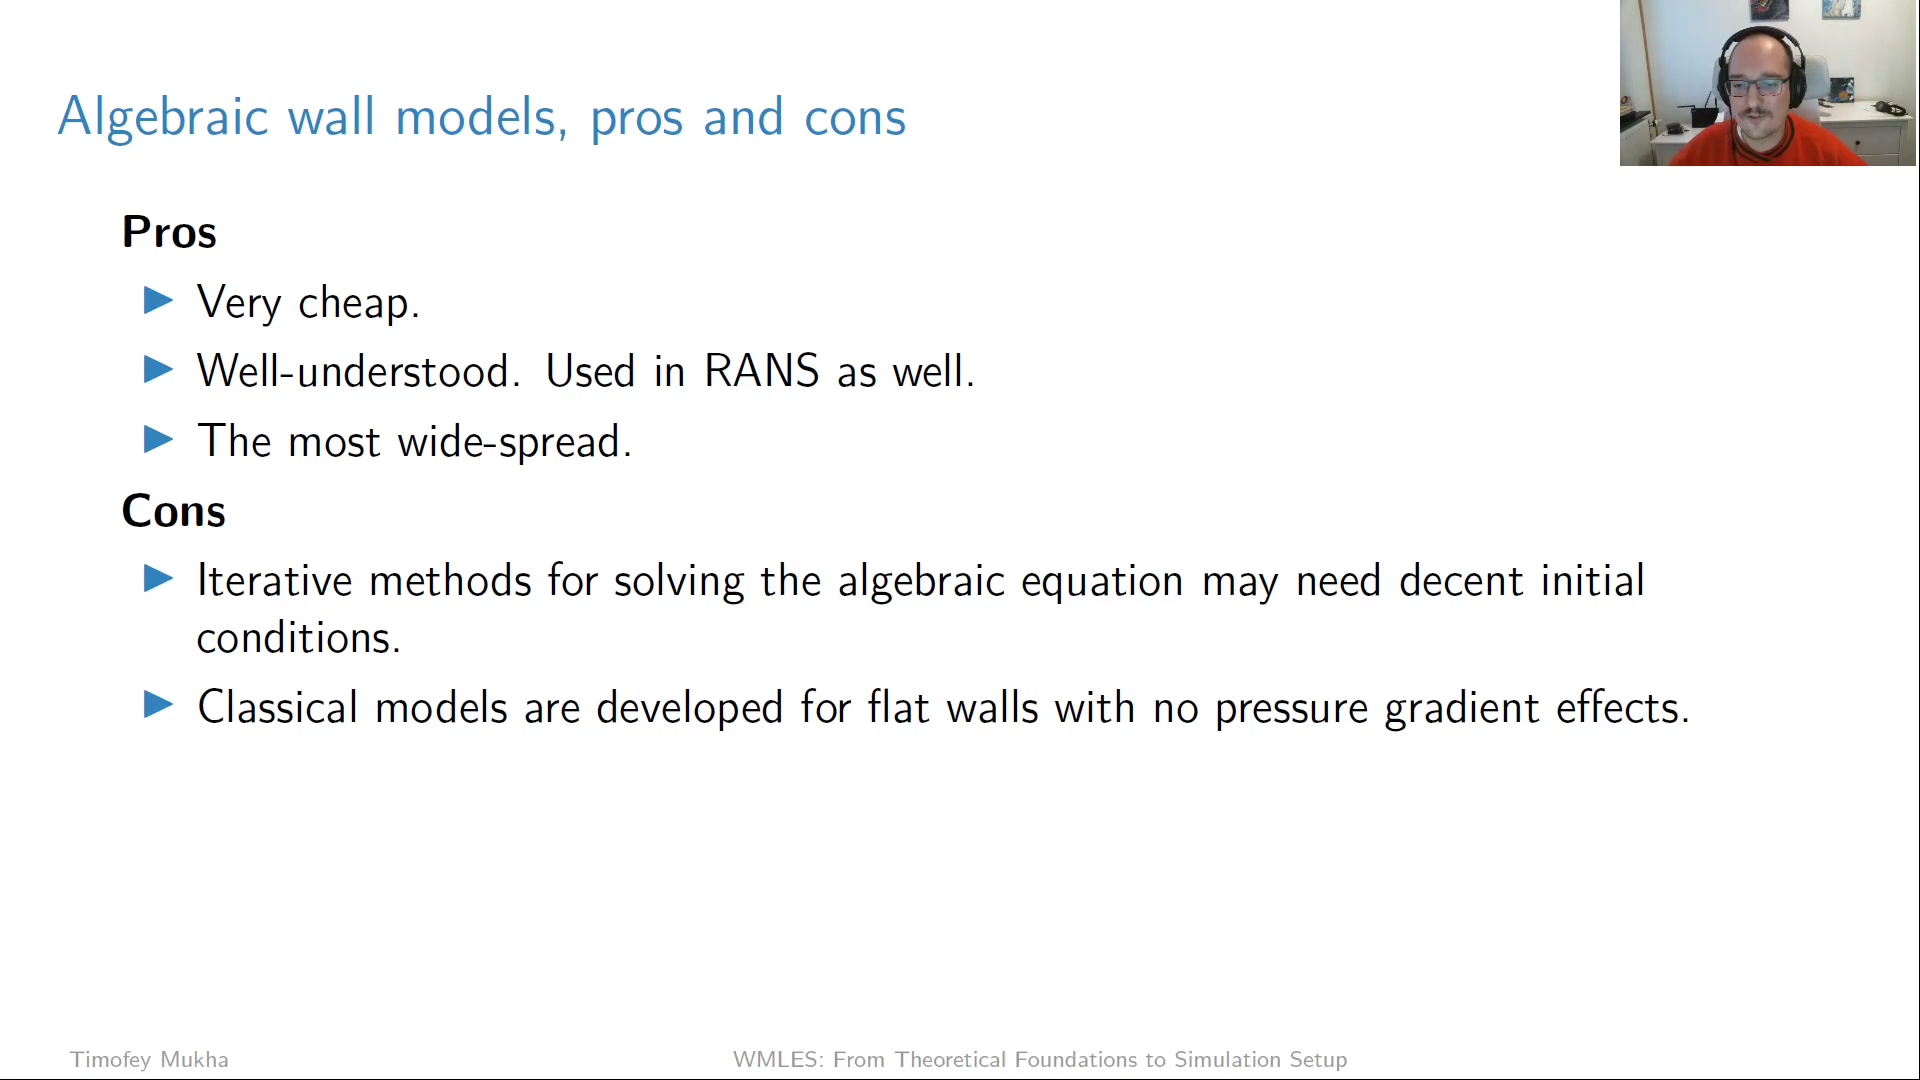 Algebraic wall models, pros and cons
Pros
Very cheap.
Well-understood. Used in RANS as well.
The most wide-spread.
Cons
Iterative methods for solving the algebraic equation may need decent initial
conditions.
Classical models are developed for flat walls with no pressure gradient effects.
Timofey Mukha
WMLES: From Theoretical Foundations to Simulation Setup